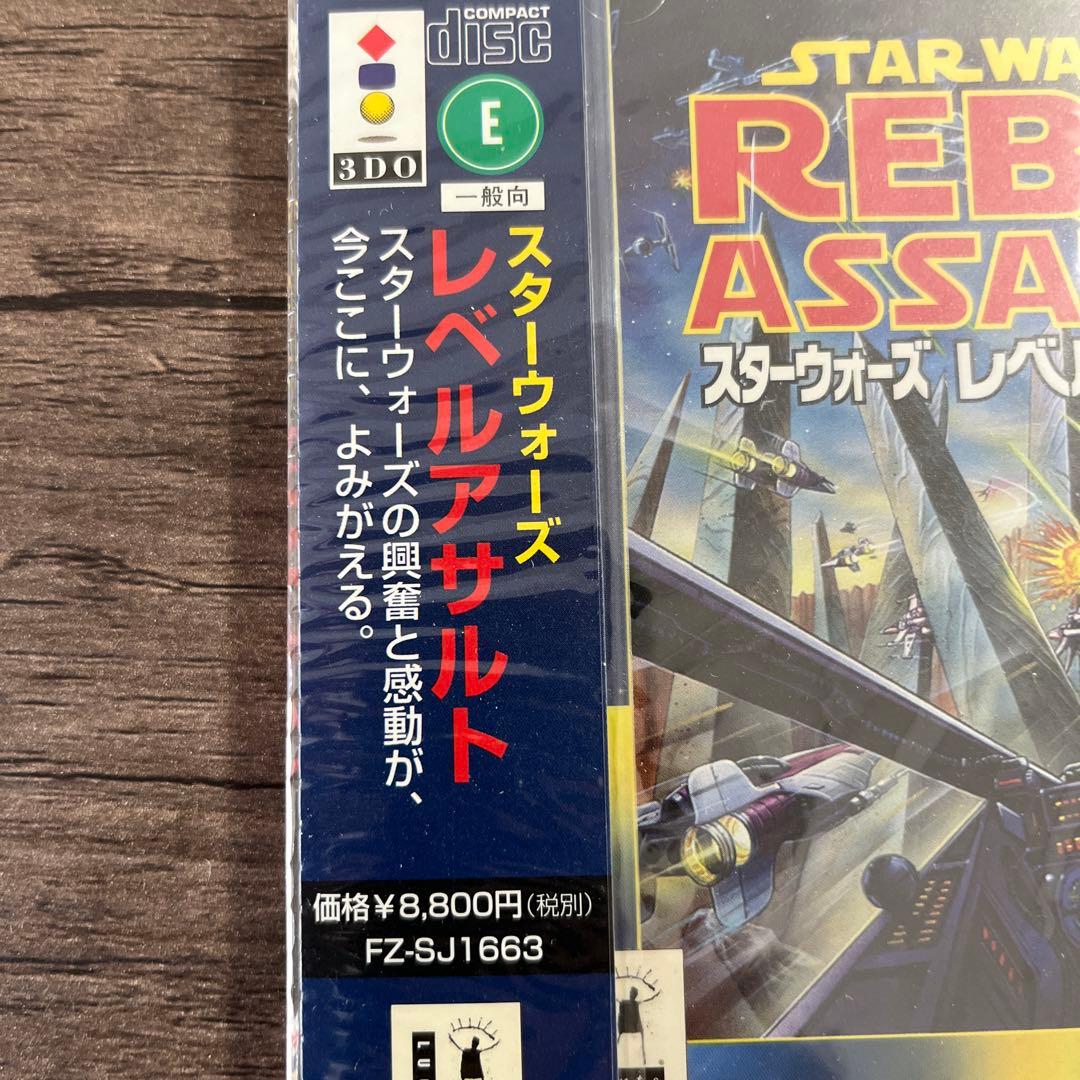 COMPACT
disc
3DO
E
一般向
スターウォーズ
レベルアサルト
スターウォーズの興奮と感動が、
今ここに、よみがえる。
価格￥8,800円(税別)
FZ-SJ1663
STAR WA
REB
ASSA
スターウォーズ レベ